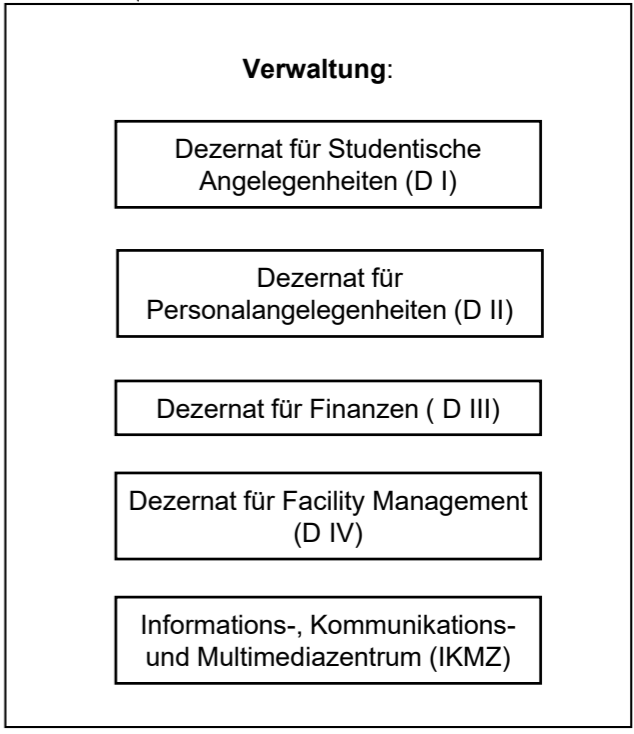 Verwaltung:
Dezernat für Studentische
Angelegenheiten (D I)
Dezernat für
Personalangelegenheiten (D II)
Dezernat für Finanzen ( D III)
Dezernat für Facility Management
(D IV)
Informations-, Kommunikations-
und Multimediazentrum (IKMZ)